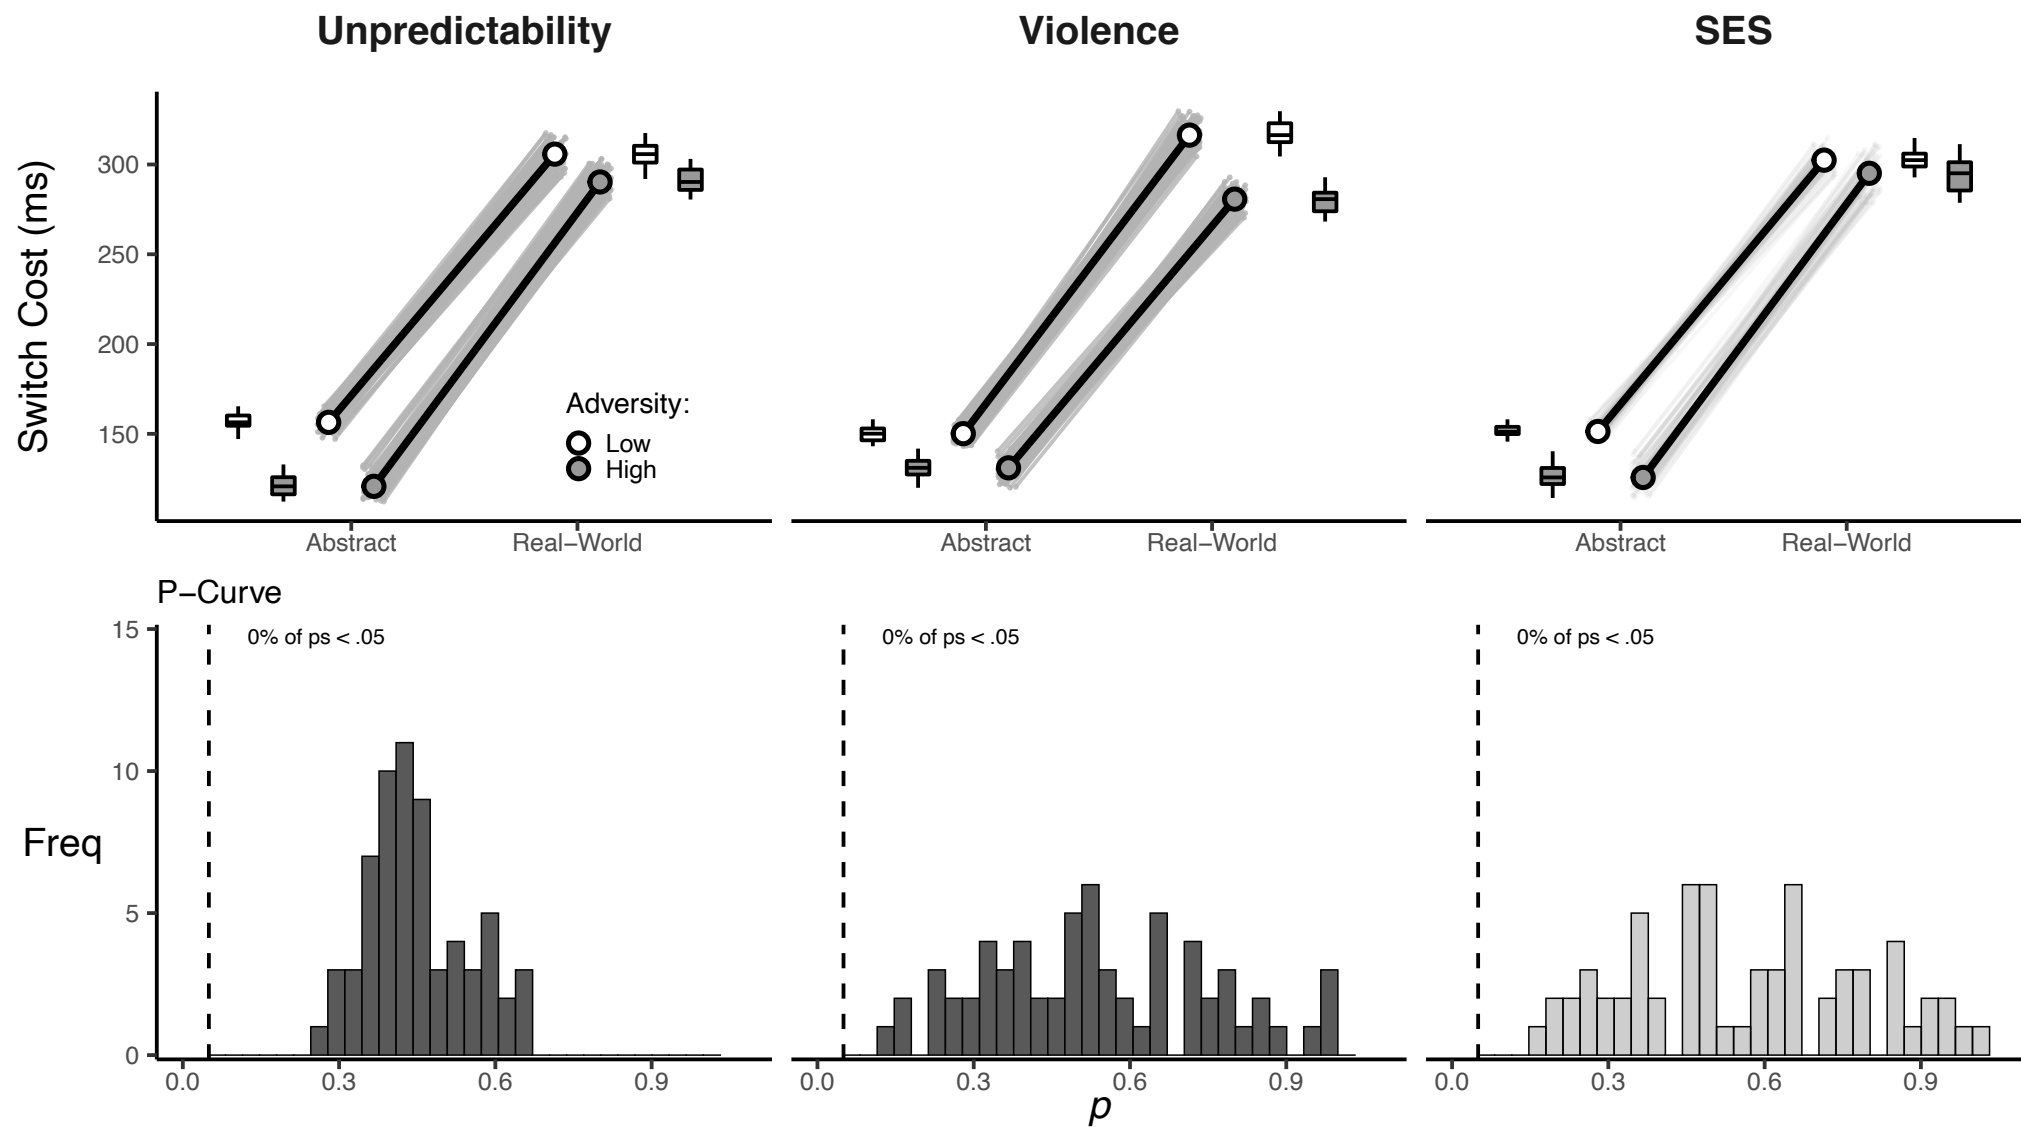 Unpredictability
Violence
SES
Switch Cost (ms)
300
250
200
150
Adversity:
Low
High
Abstract
Real−World
Abstract
Real−World
Abstract
Real−World
P−Curve
15
10
5
0
Freq
0% of ps < .05
0% of ps < .05
0% of ps < .05
0.0 0.3 0.6 0.9
0.0 0.3 0.6 0.9
0.0 0.3 0.6 0.9
p